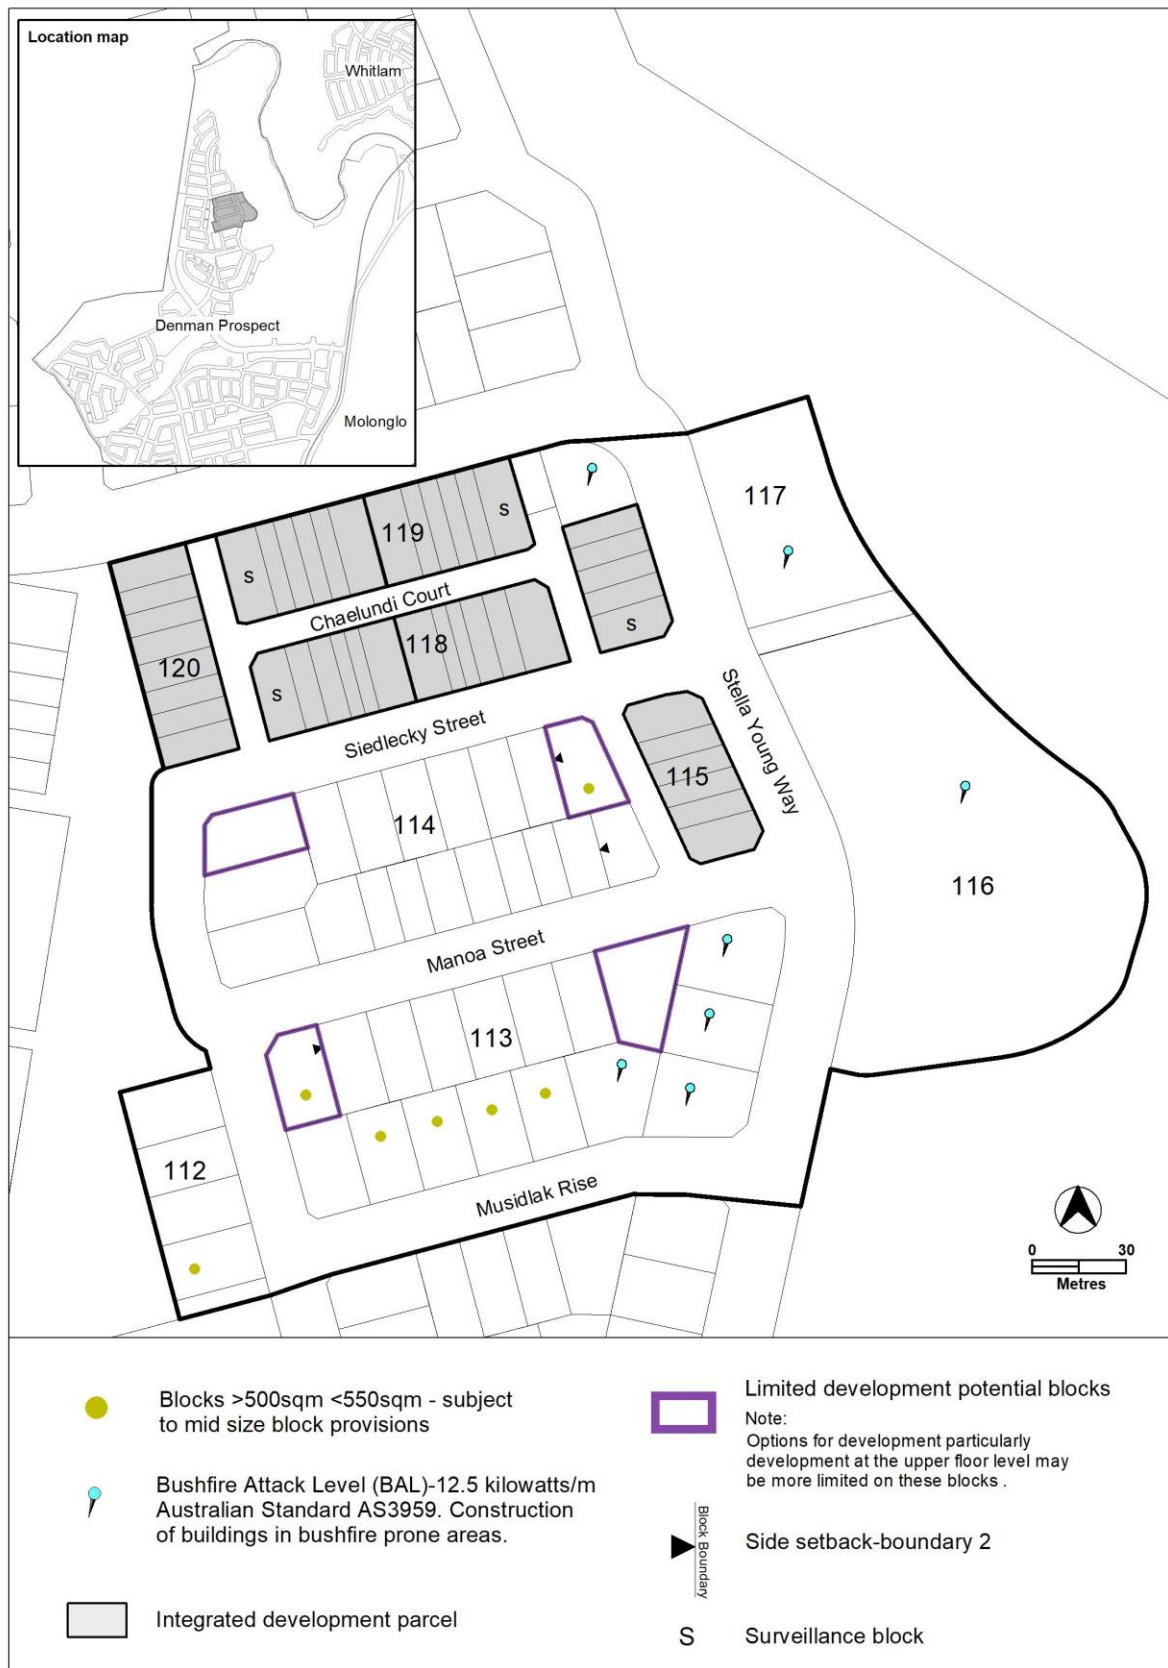 Location map
Whitlam
Denman Prospect
Molonglo
117
119
S
S
Chaelundi Court
118
120
S
S
Siedlecky Street
Stella Young Way
115
114
116
Manoa Street
113
112
Musidlak Rise
0 30
Metres
Blocks >500sqm <550sqm - subject
to mid size block provisions
Bushfire Attack Level (BAL)-12.5 kilowatts/m
Australian Standard AS3959. Construction
of buildings in bushfire prone areas.
Integrated development parcel
Limited development potential blocks
Note:
Options for development particularly
development at the upper floor level may
be more limited on these blocks .
Block Boundary
Side setback-boundary 2
S
Surveillance block